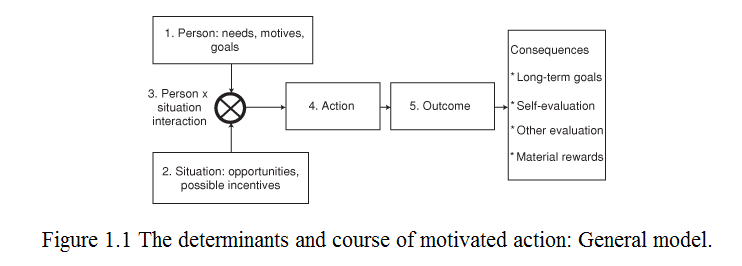 1. Person: needs, motives,
goals
3. Person x
situation
interaction
4. Action
5. Outcome
Consequences
* Long-term goals
* Self-evaluation
* Other evaluation
* Material rewards
2. Situation: opportunities,
possible incentives
Figure 1.1 The determinants and course of motivated action: General model.